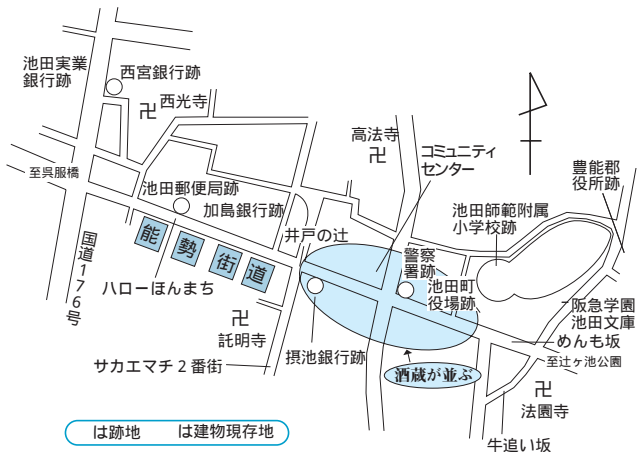 池田実業
銀行跡
西宮銀行跡
卍 西光寺
高法寺
卍
コミュニティ
センター
豊能郡
役所跡
至呉服橋
池田郵便局跡
加島銀行跡
池田師範附属
小学校跡
井戸の辻
能勢街道
警察
署跡
池田町
役場跡
国道176号
ハローほんまち
阪急学園
池田文庫
卍
託明寺
めんも坂
サカエマチ2番街
摂池銀行跡
至辻ヶ池公園
酒蔵が並ぶ
卍
法園寺
は跡地 は建物現存地
牛追い坂